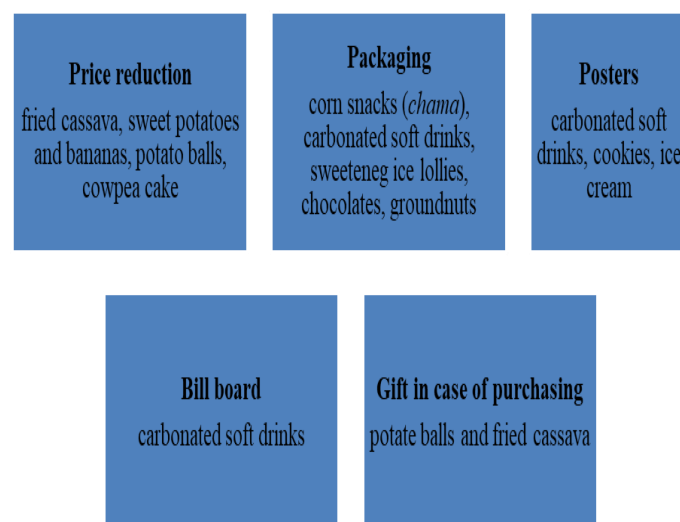 Price reduction
fried cassava, sweet potatoes
and bananas, potato balls,
cowpea cake
Packaging
corn snacks (chama),
carbonated soft drinks,
sweeteneg ice lollies,
chocolates, groundnuts
Posters
carbonated soft
drinks, cookies, ice
cream
Bill board
carbonated soft drinks
Gift in case of purchasing
potate balls and fried cassava